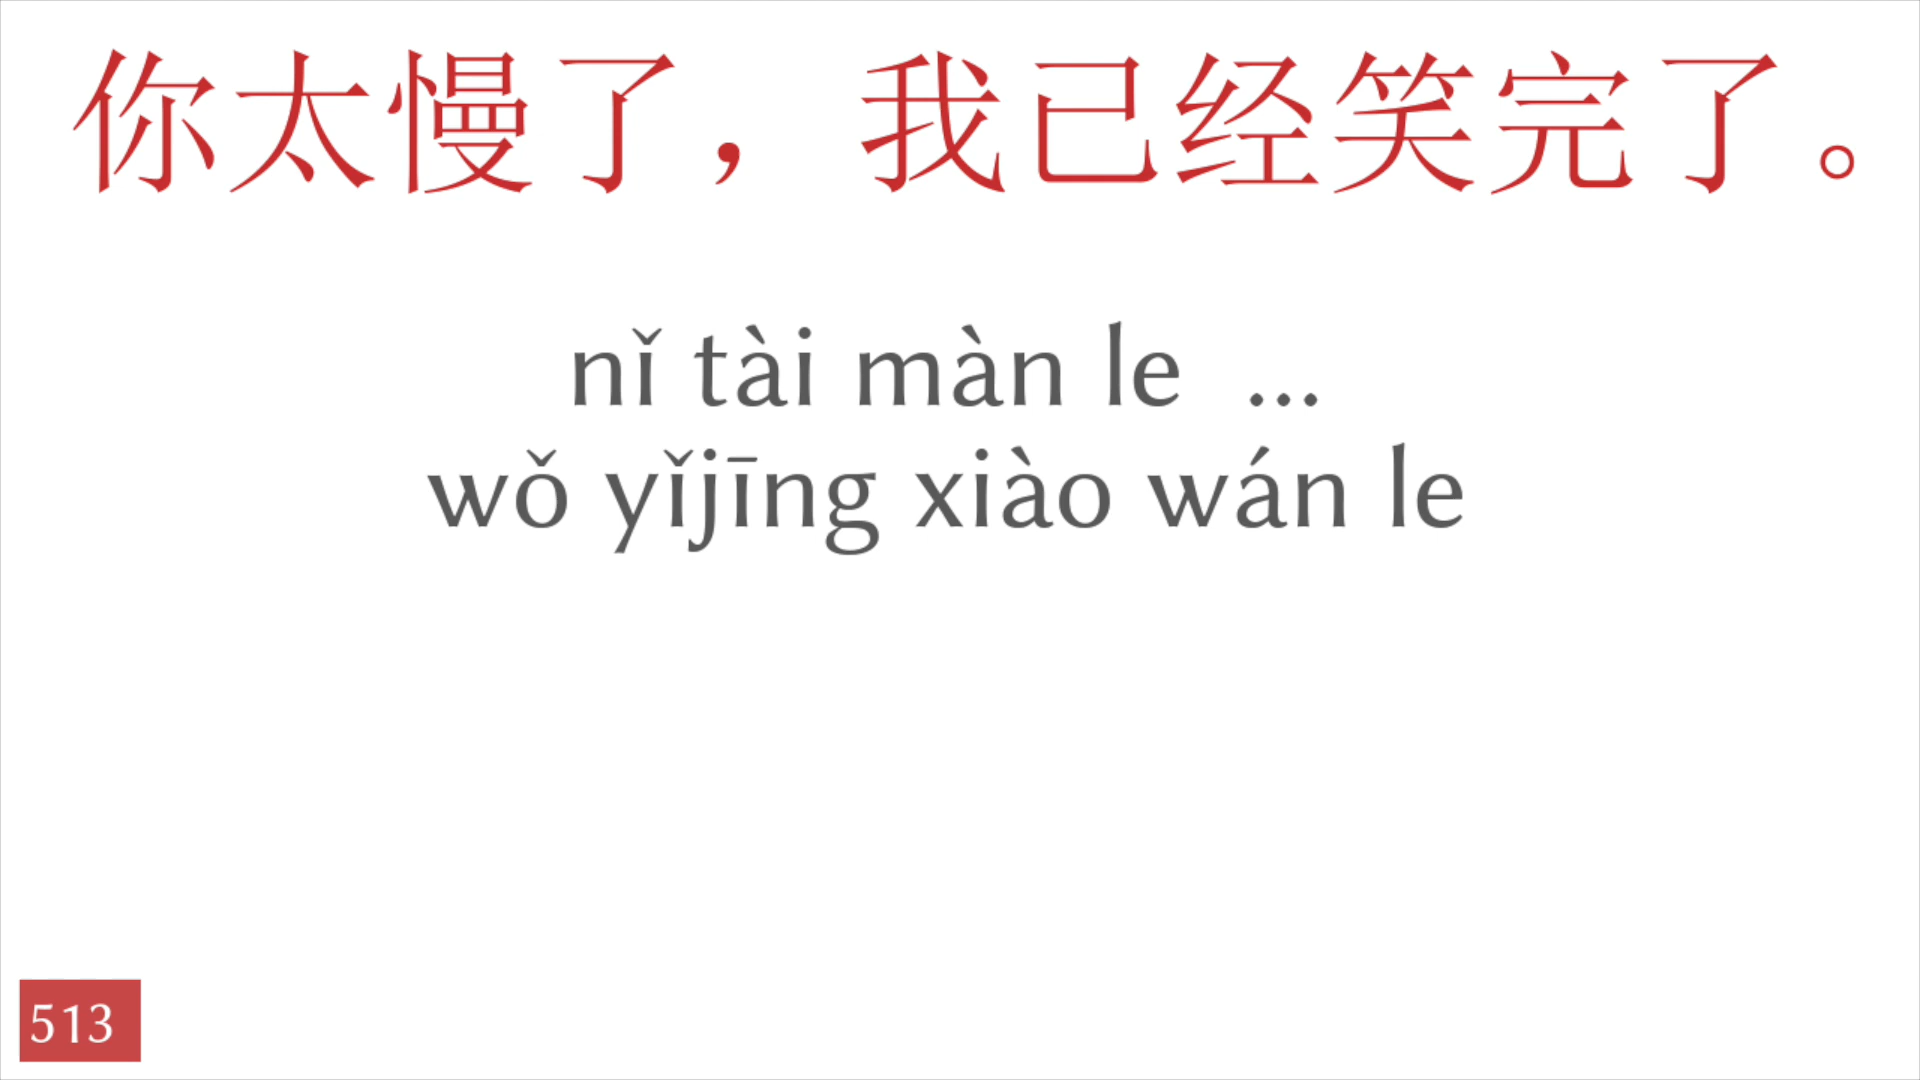 你太慢了，我已经笑完了。
nǐ tài màn le ...
wǒ yǐjīng xiào wán le
513